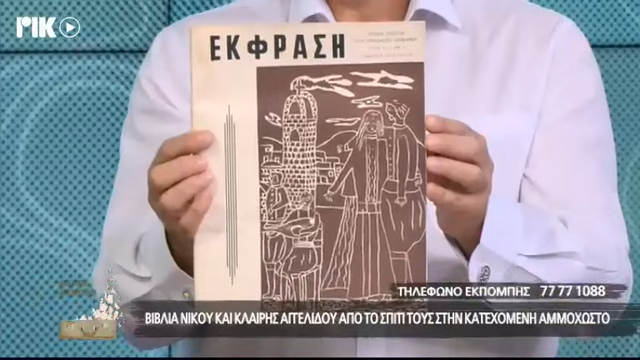 ΡΙΚ
ΕΚΦΡΑΣΗ
ΤΗΛΕΦΩΝΟ ΕΚΠΟΜΠΗΣ 77 77 1088
ΒΙΒΛΙΑ ΝΙΚΟΥ ΚΑΙ ΚΛΑΙΡΗΣ ΑΓΓΕΛΙΔΟΥ ΑΠΟ ΤΟ ΣΠΙΤΙ ΤΟΥΣ ΣΤΗΝ ΚΑΤΕΧΟΜΕΝΗ ΑΜΜΟΧΩΣΤΟ